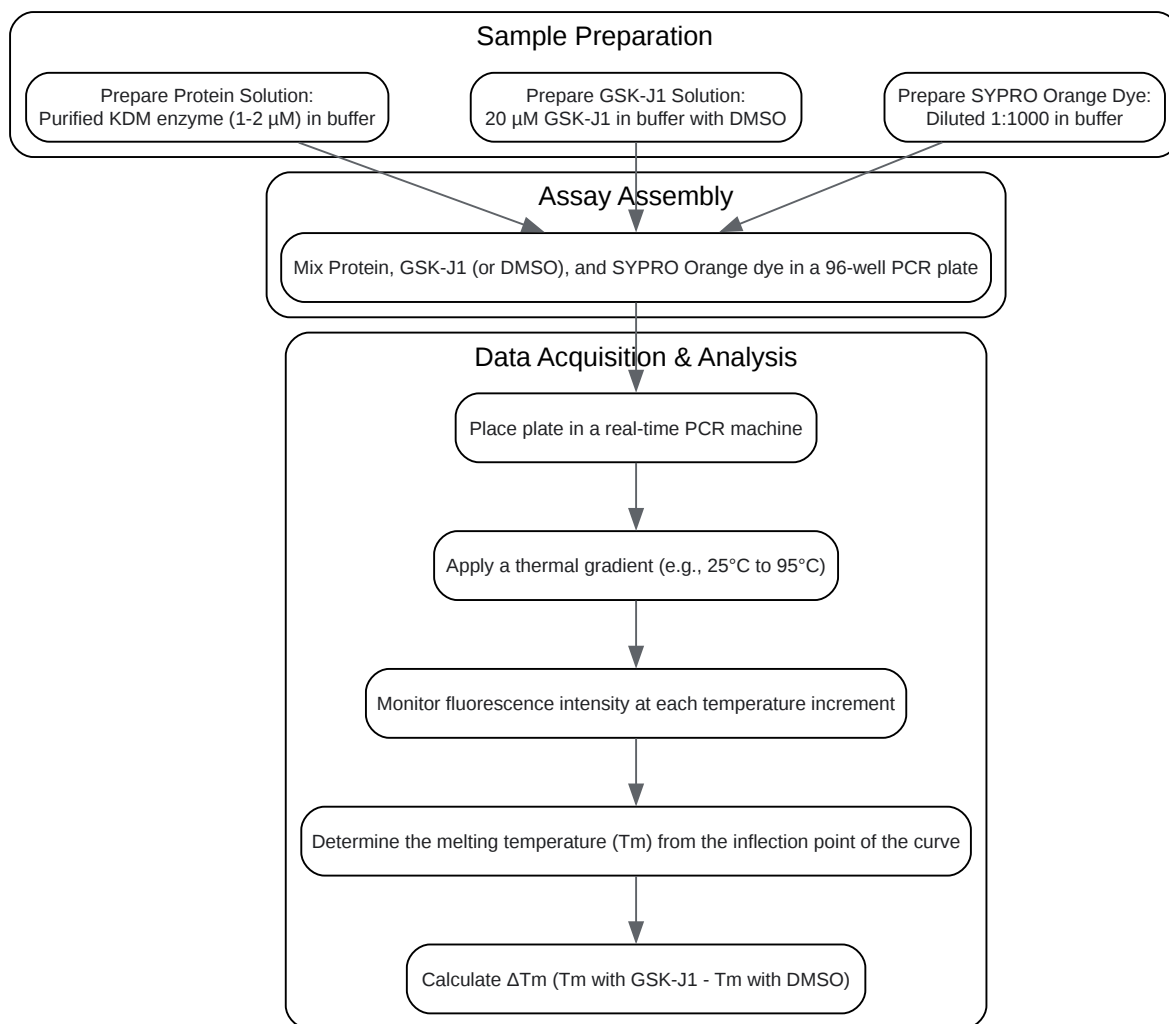 Sample Preparation
Prepare Protein Solution:
Purified KDM enzyme (1-2 µM) in buffer
Prepare GSK-J1 Solution:
20 µM GSK-J1 in buffer with DMSO
Prepare SYPRO Orange Dye:
Diluted 1:1000 in buffer
Assay Assembly
Mix Protein, GSK-J1 (or DMSO), and SYPRO Orange dye in a 96-well PCR plate
Data Acquisition & Analysis
Place plate in a real-time PCR machine
Apply a thermal gradient (e.g., 25°C to 95°C)
Monitor fluorescence intensity at each temperature increment
Determine the melting temperature (Tm) from the inflection point of the curve
Calculate ΔTm (Tm with GSK-J1 - Tm with DMSO)